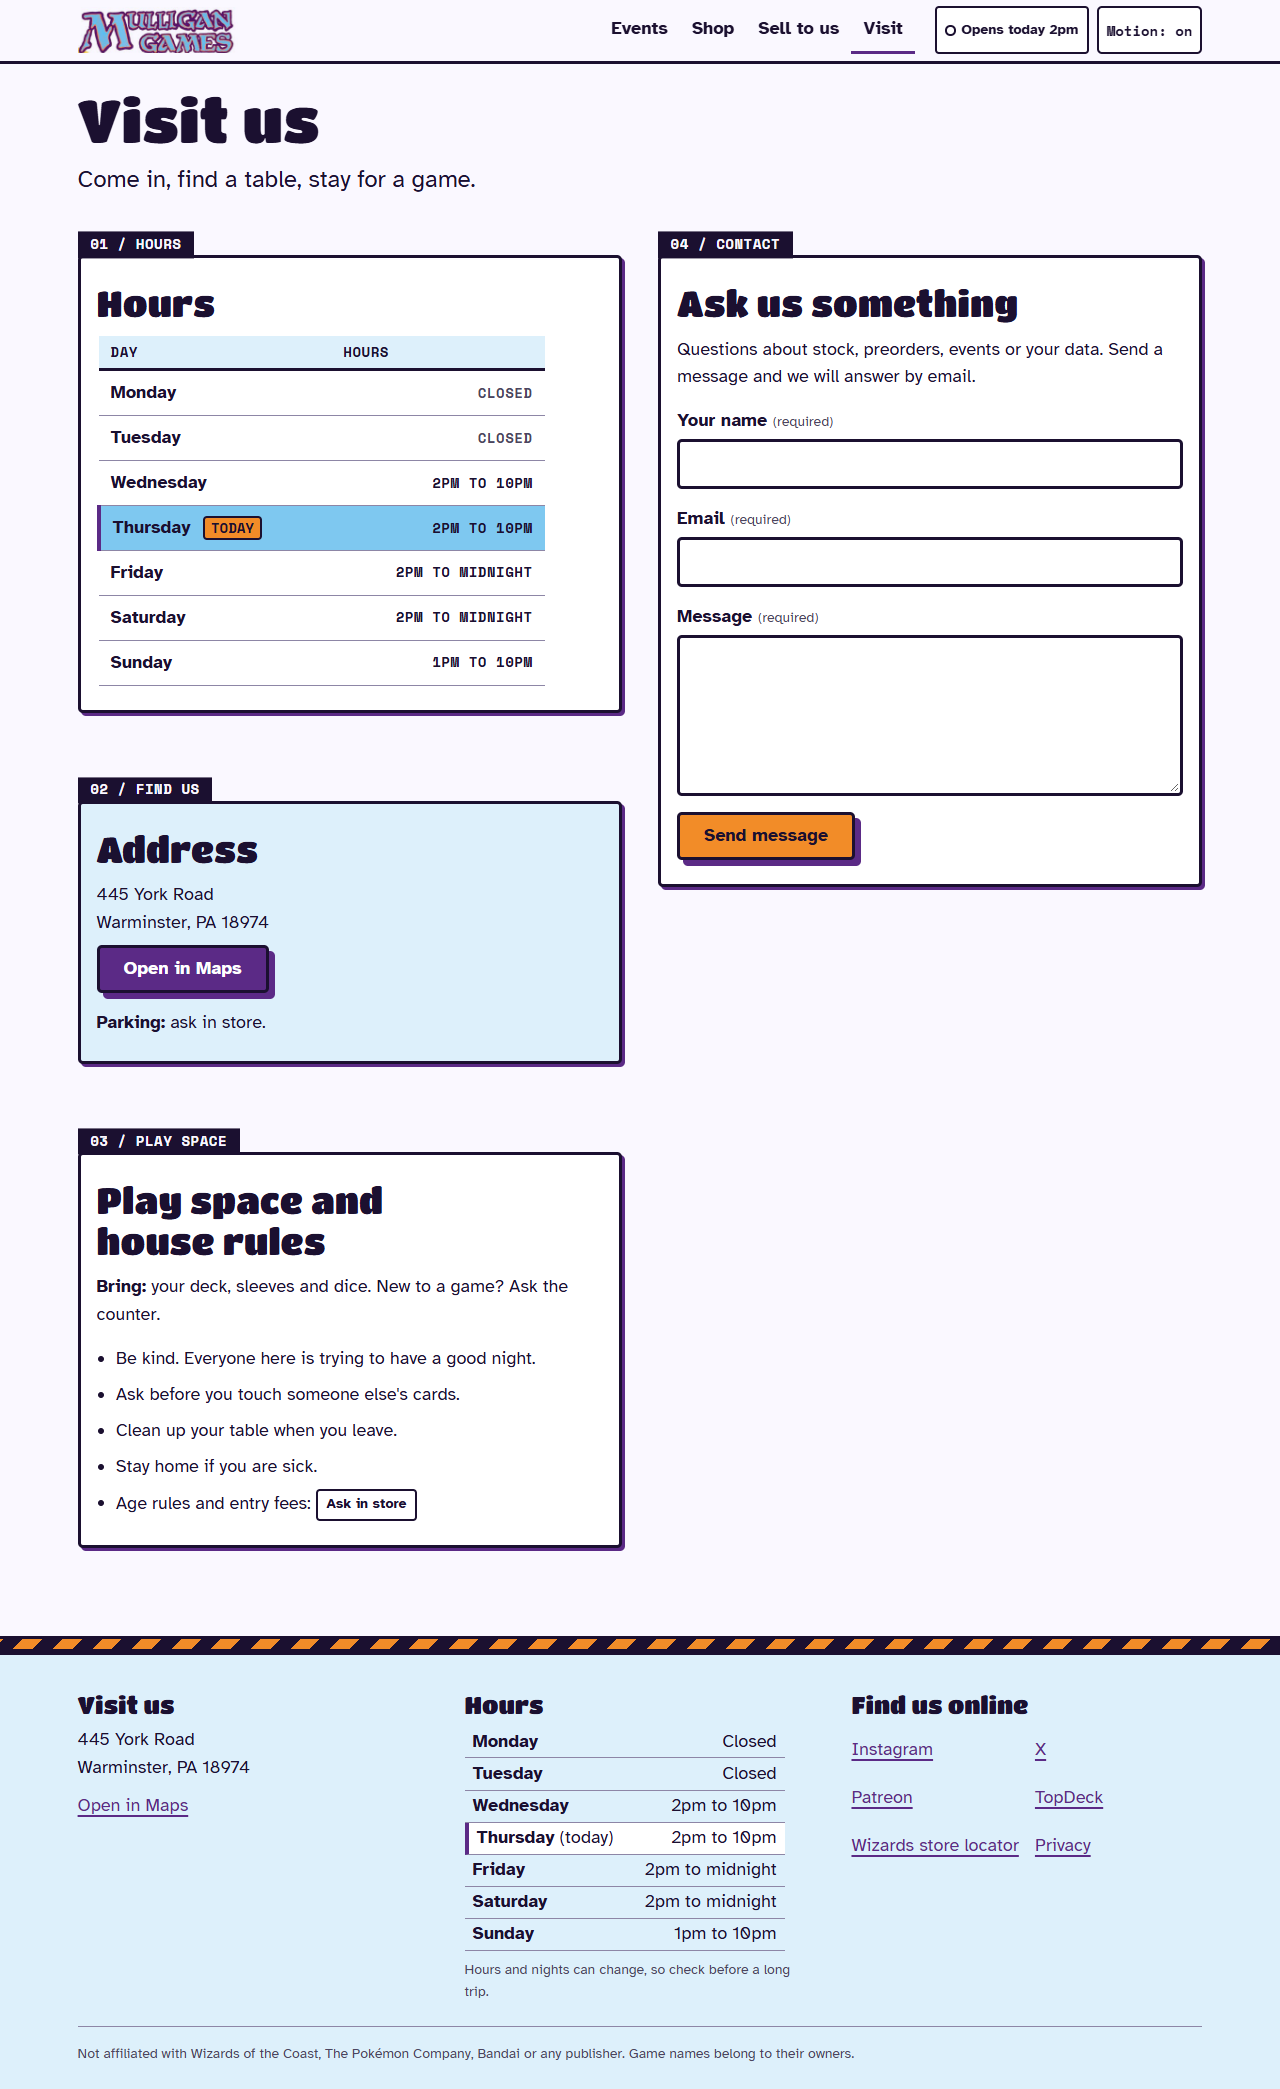 MULLIGAN
GAMES
Events
Shop
Sell to us
Visit
Opens today 2pm
Motion: on
Visit us
Come in, find a table, stay for a game.
01 / HOURS
Hours
DAY HOURS
Monday CLOSED
Tuesday CLOSED
Wednesday 2PM TO 10PM
Thursday TODAY 2PM TO 10PM
Friday 2PM TO MIDNIGHT
Saturday 2PM TO MIDNIGHT
Sunday 1PM TO 10PM
02 / FIND US
Address
445 York Road
Warminster, PA 18974
Open in Maps
Parking: ask in store.
03 / PLAY SPACE
Play space and
house rules
Bring: your deck, sleeves and dice. New to a game? Ask the
counter.
Be kind. Everyone here is trying to have a good night.
Ask before you touch someone else's cards.
Clean up your table when you leave.
Stay home if you are sick.
Age rules and entry fees: Ask in store
04 / CONTACT
Ask us something
Questions about stock, preorders, events or your data. Send a
message and we will answer by email.
Your name (required)
Email (required)
Message (required)
Send message
Visit us
445 York Road
Warminster, PA 18974
Open in Maps
Hours
Monday Closed
Tuesday Closed
Wednesday 2pm to 10pm
Thursday (today) 2pm to 10pm
Friday 2pm to midnight
Saturday 2pm to midnight
Sunday 1pm to 10pm
Hours and nights can change, so check before a long
trip.
Find us online
Instagram
X
Patreon
TopDeck
Wizards store locator
Privacy
Not affiliated with Wizards of the Coast, The Pokémon Company, Bandai or any publisher. Game names belong to their owners.